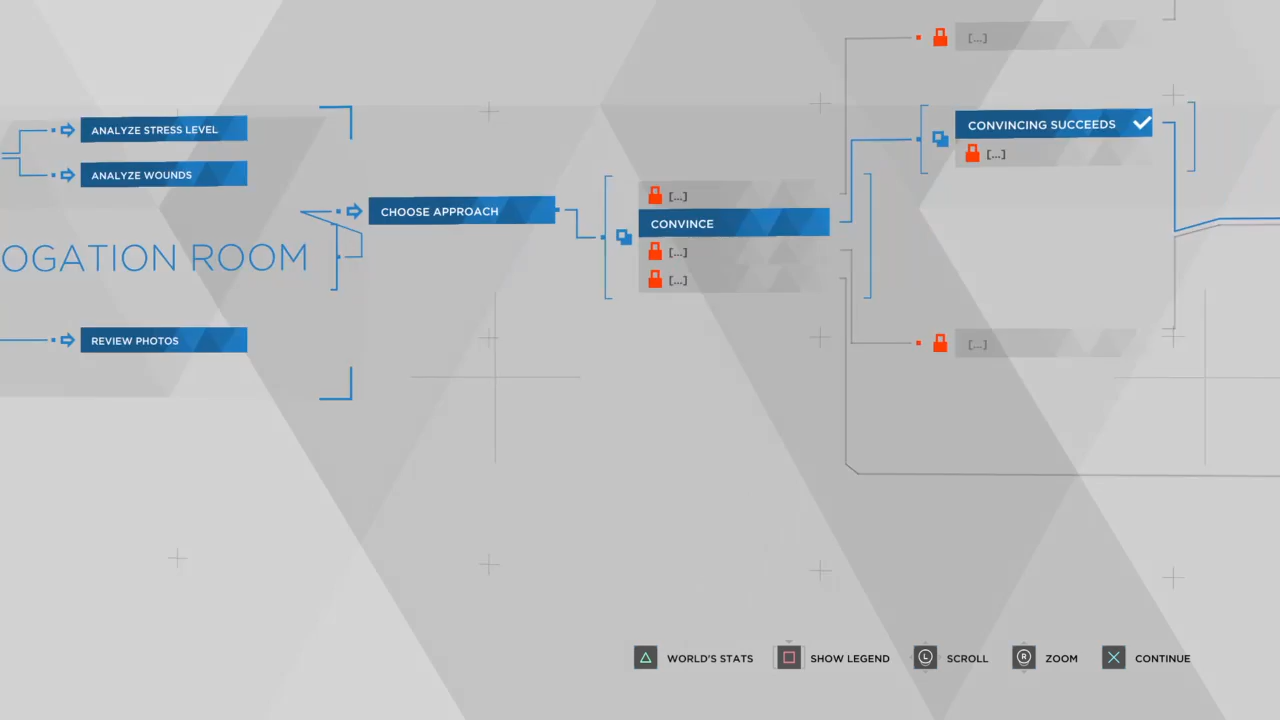 [...]
ANALYZE STRESS LEVEL
CONVINCING SUCCEEDS
[...]
ANALYZE WOUNDS
[...]
CHOOSE APPROACH
CONVINCE
[...]
[...]
OGATION ROOM
REVIEW PHOTOS
[...]
WORLD'S STATS
SHOW LEGEND
L SCROLL
R ZOOM
CONTINUE